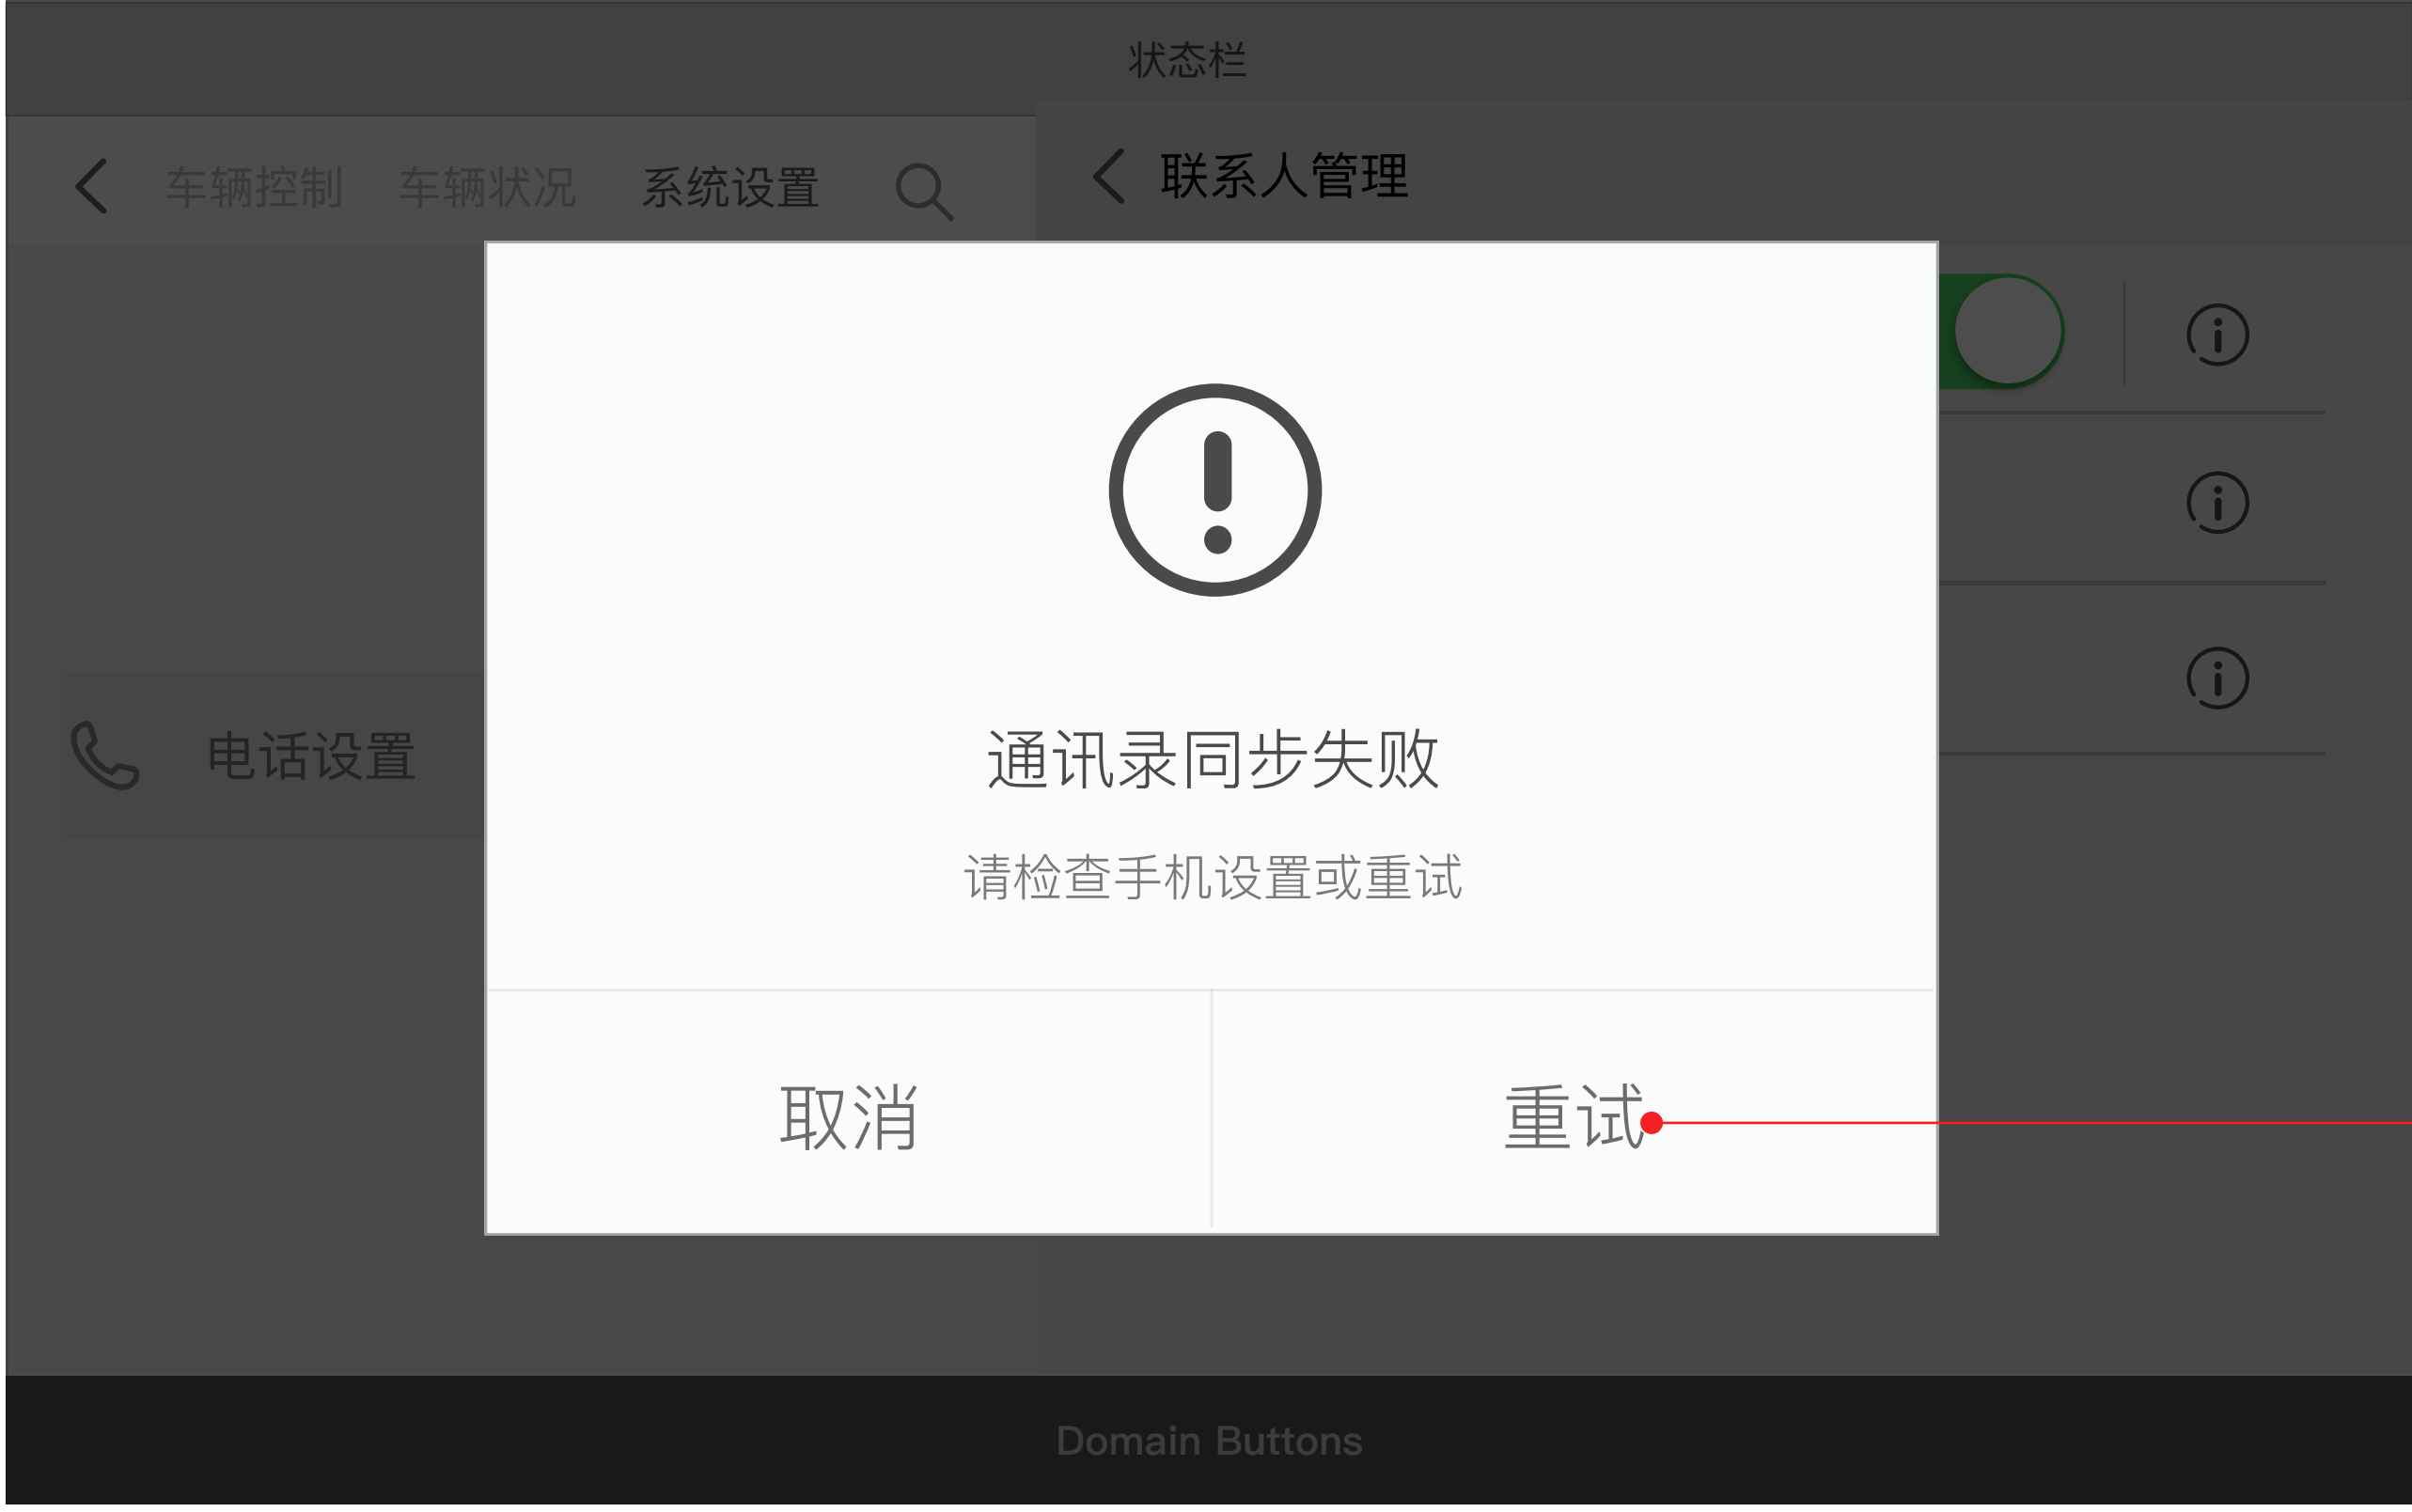 状态栏
车辆控制 车辆状况 系统设置
联系人管理
电话设置
通讯录同步失败
请检查手机设置或重试
取消 重试
Domain Buttons